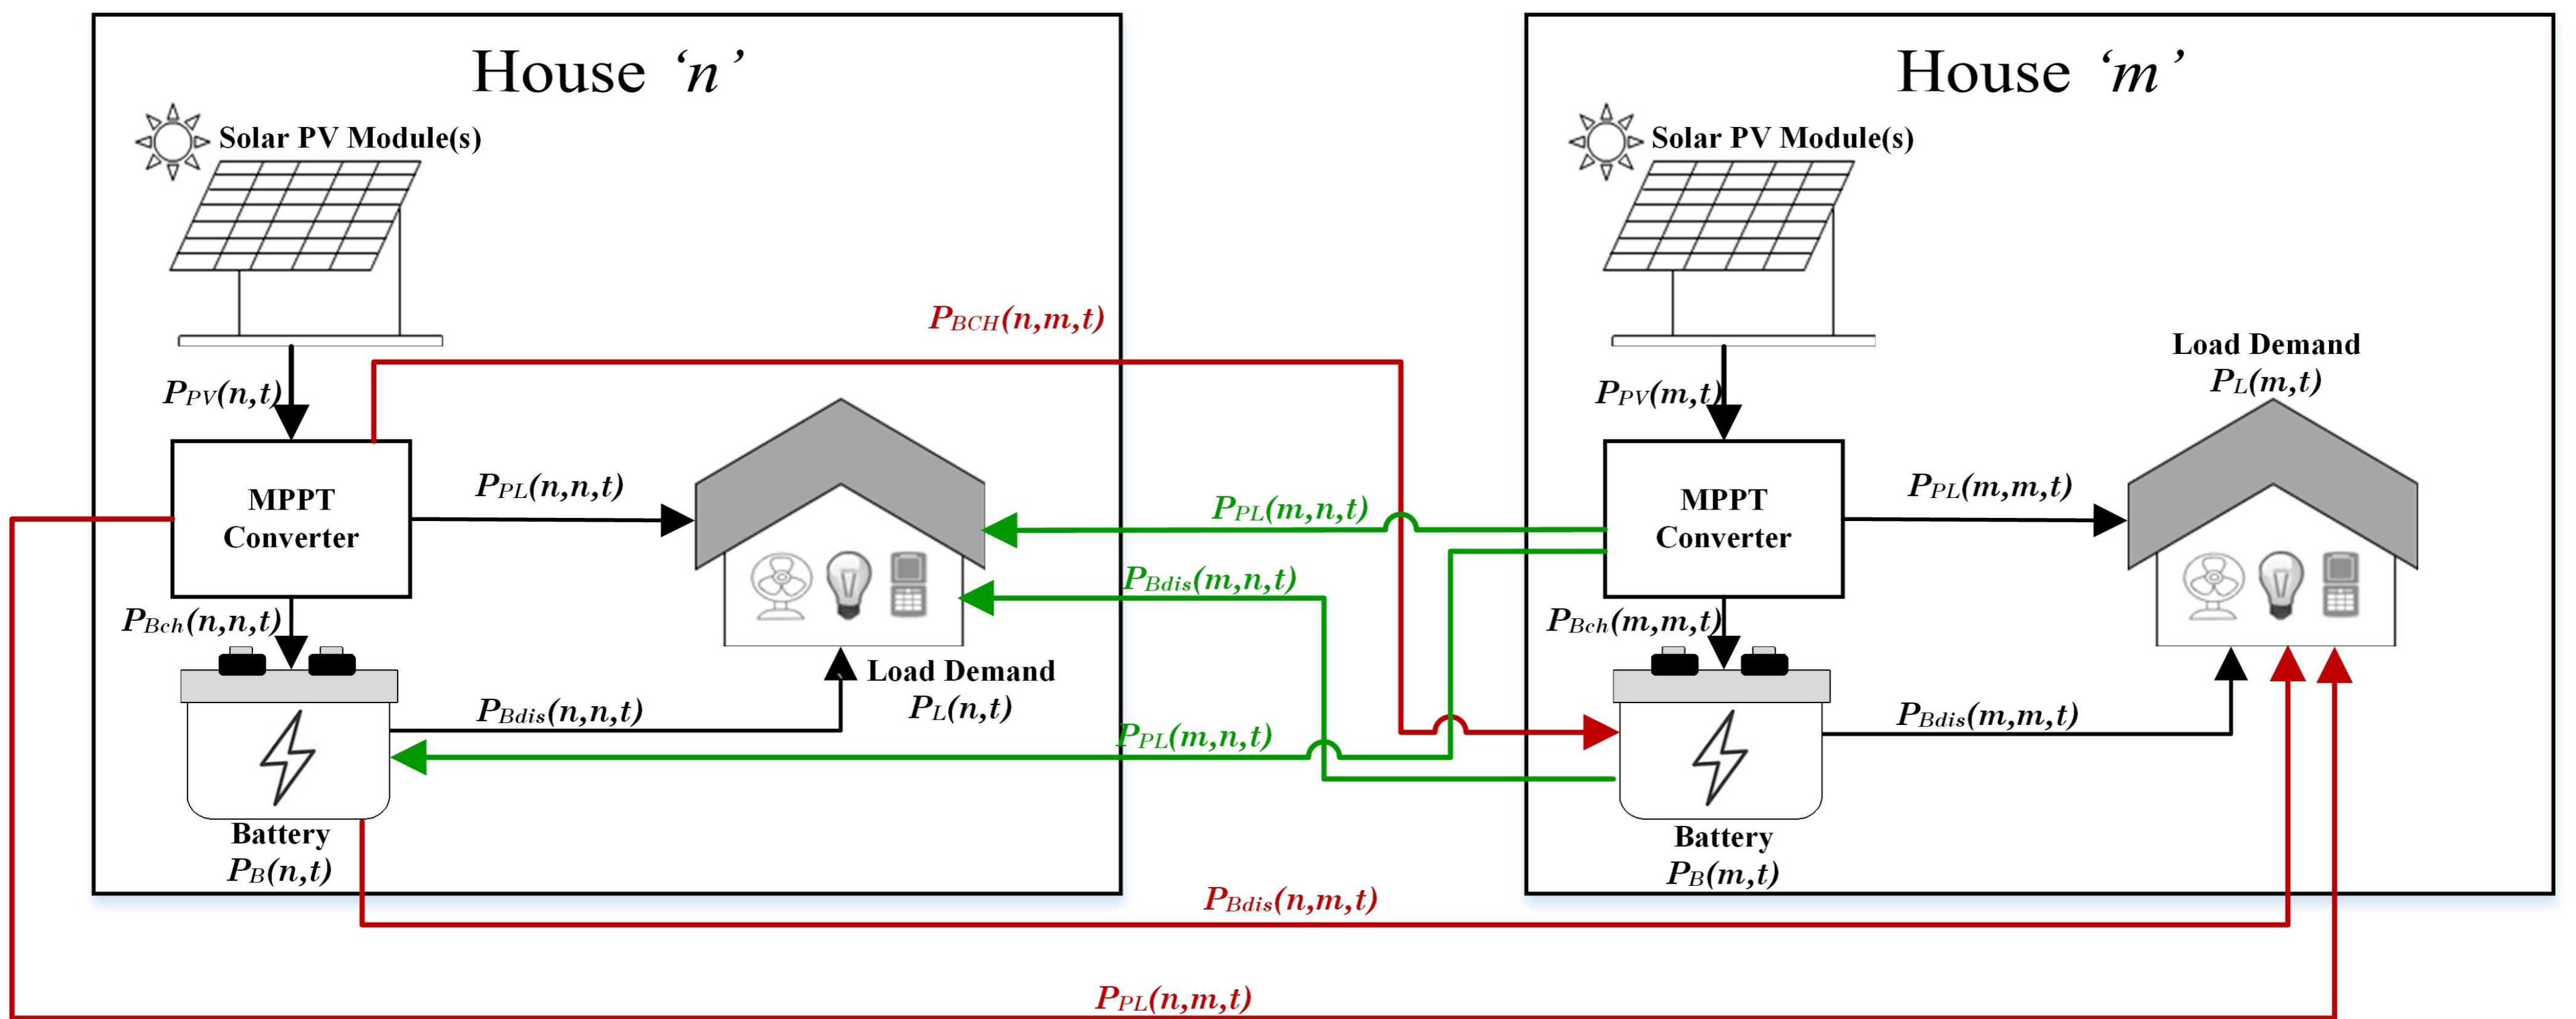 House ‘n’
Solar PV Module(s)
PPV(n,t)
PBCH(n,m,t)
MPPT
Converter
PPL(n,n,t)
PBch(n,n,t)
PBdis(n,n,t)
Load Demand
PL(n,t)
Battery
PB(n,t)
PPL(m,n,t)
PBdis(m,n,t)
PPL(m,n,t)
House ‘m’
Solar PV Module(s)
PPV(m,t)
Load Demand
PL(m,t)
MPPT
Converter
PPL(m,m,t)
PBch(m,m,t)
PBdis(m,m,t)
Battery
PB(m,t)
PBdis(n,m,t)
PPL(n,m,t)